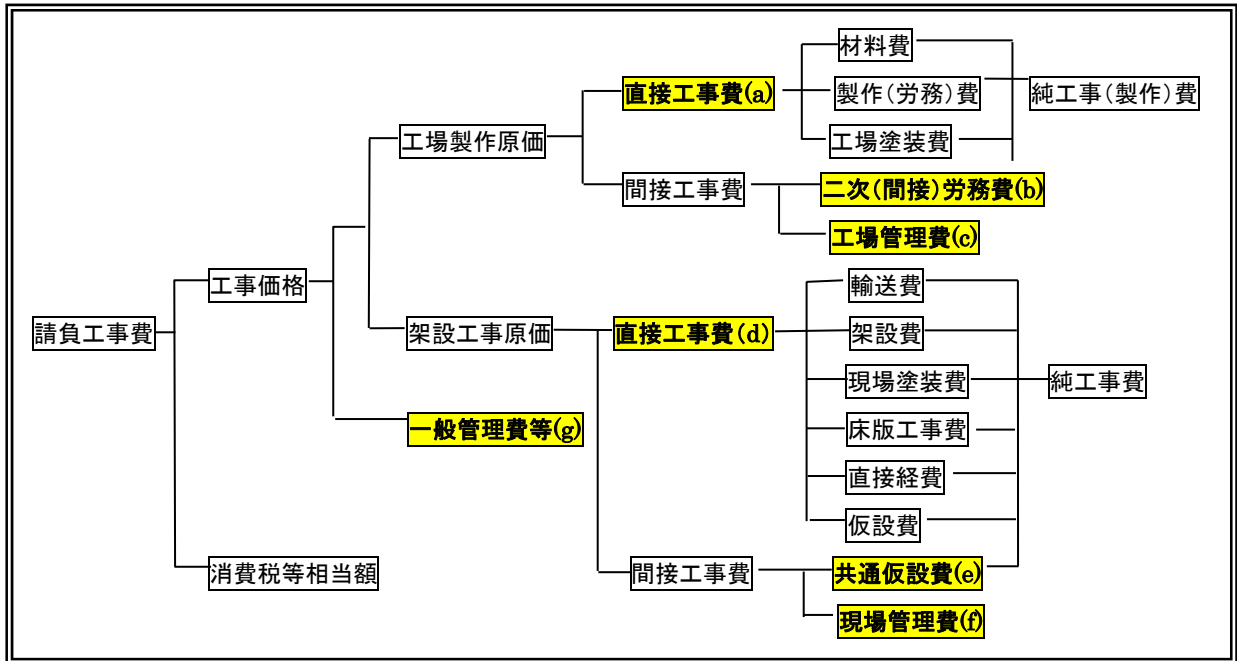 材料費
直接工事費(a)
製作(労務)費
純工事(製作)費
工場製作原価
工場塗装費
間接工事費
二次(間接)労務費(b)
工場管理費(c)
工事価格
輸送費
請負工事費
架設工事原価
直接工事費(d)
架設費
現場塗装費
純工事費
一般管理費等(g)
床版工事費
直接経費
仮設費
消費税等相当額
間接工事費
共通仮設費(e)
現場管理費(f)